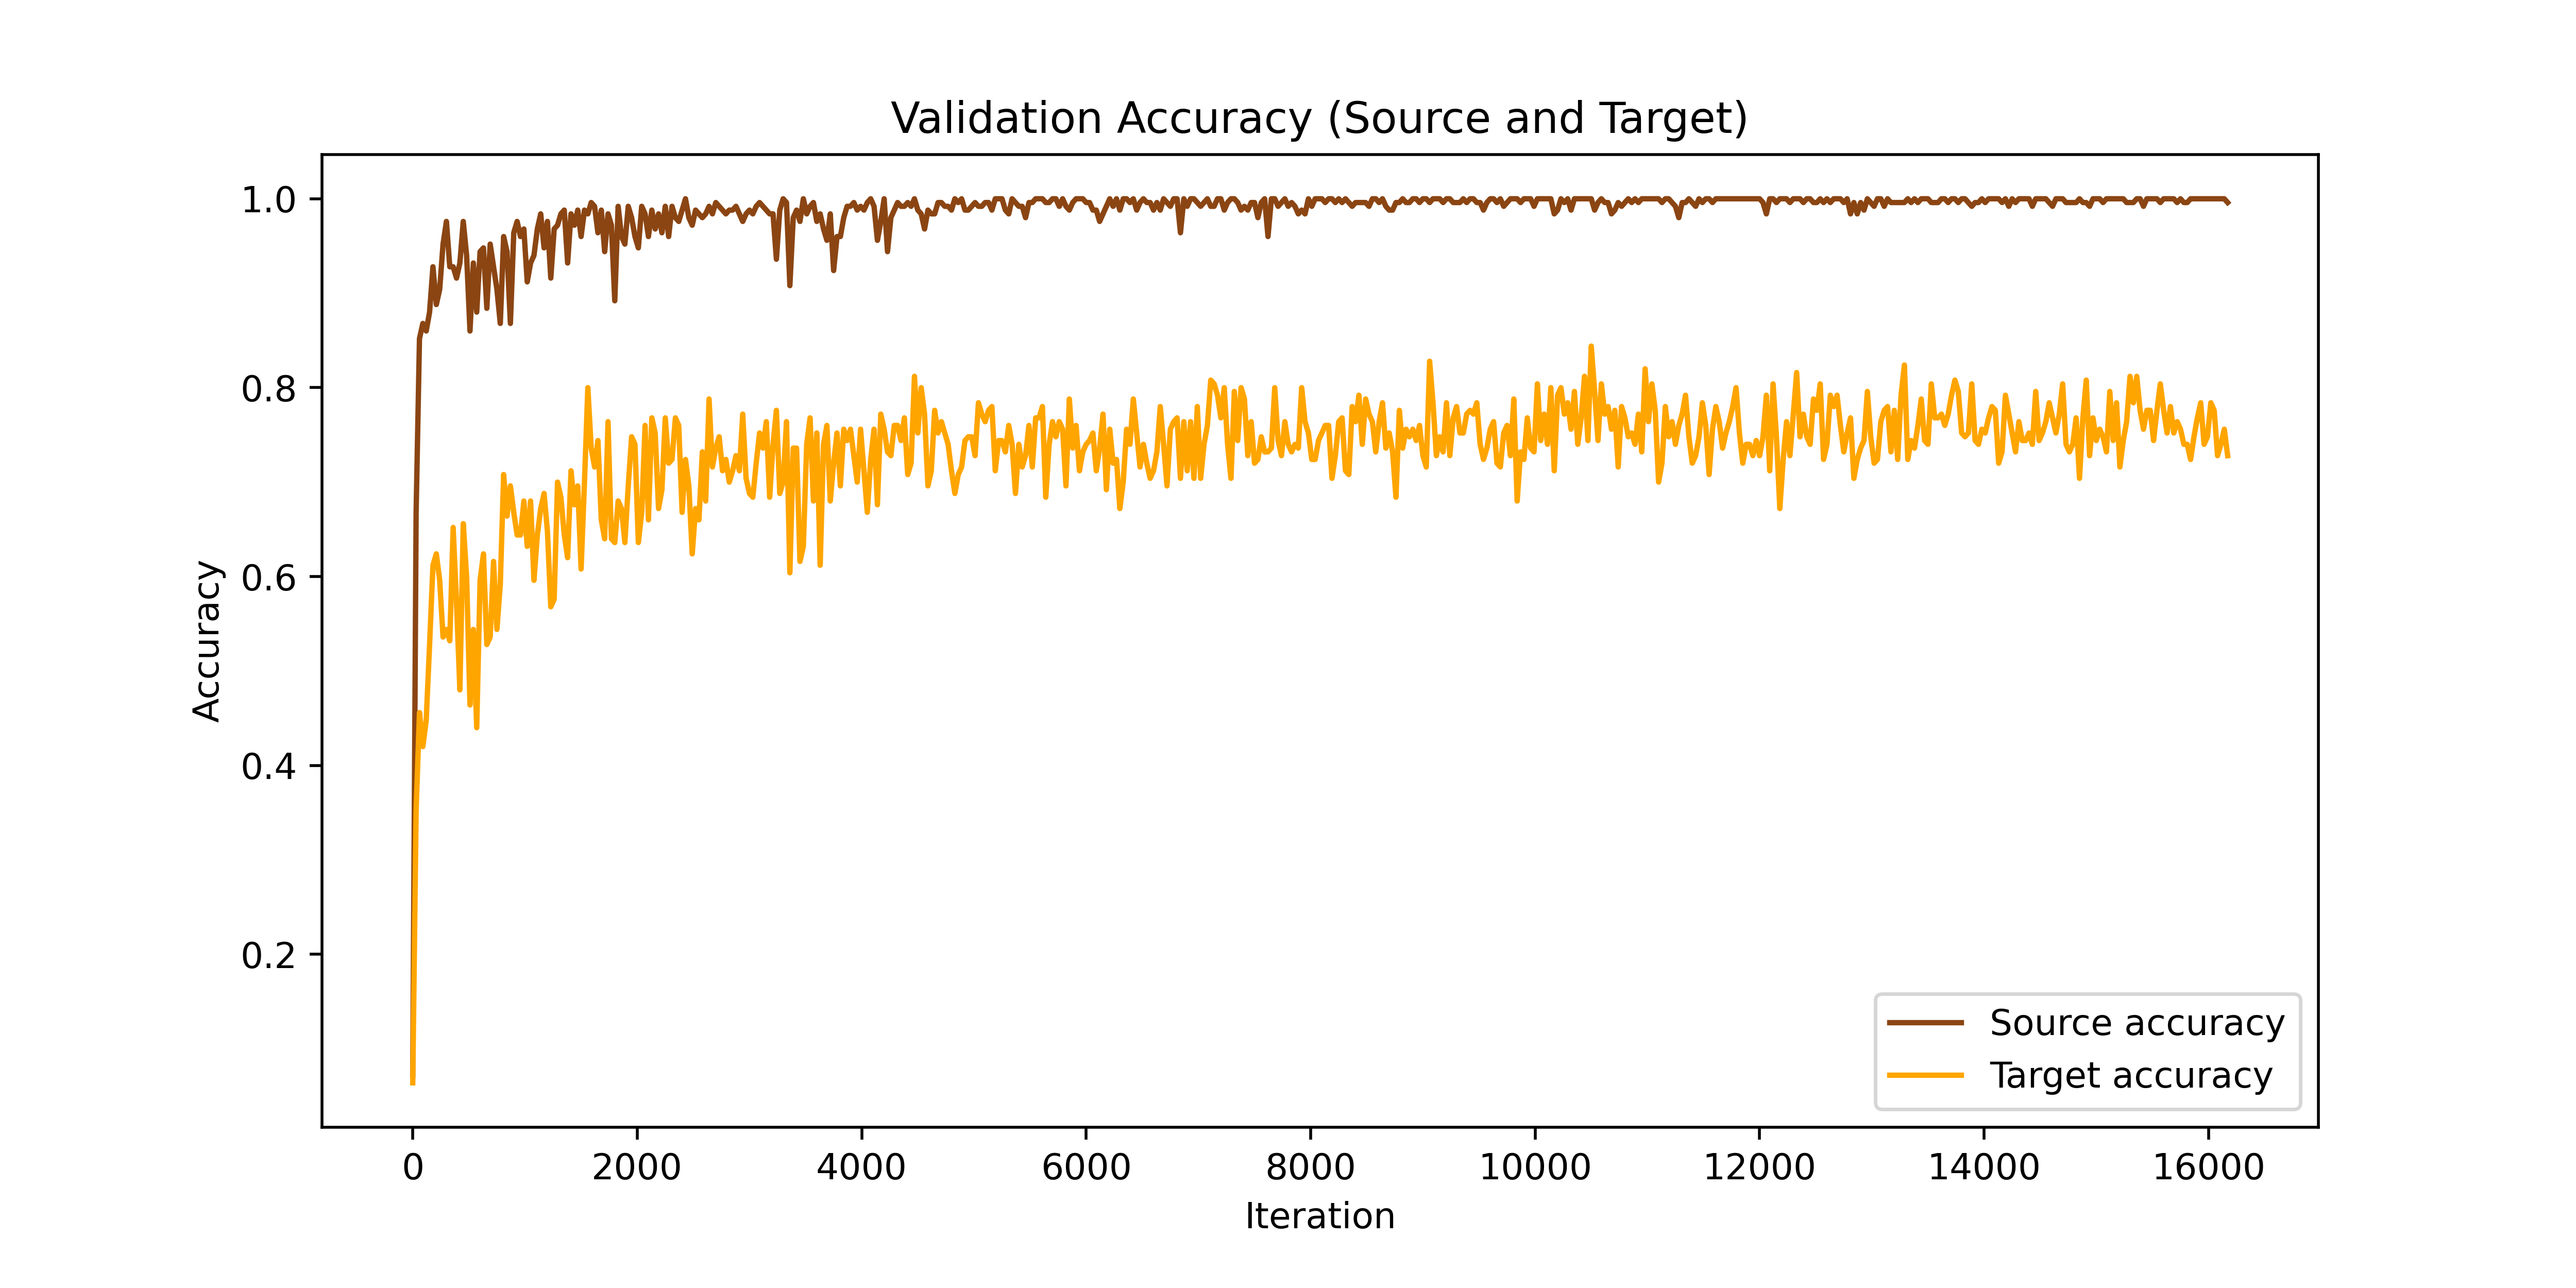 Validation Accuracy (Source and Target)
1.0
0.8
0.6
0.4
0.2
Accuracy
0 2000 4000 6000 8000 10000 12000 14000 16000
Iteration
Source accuracy
Target accuracy